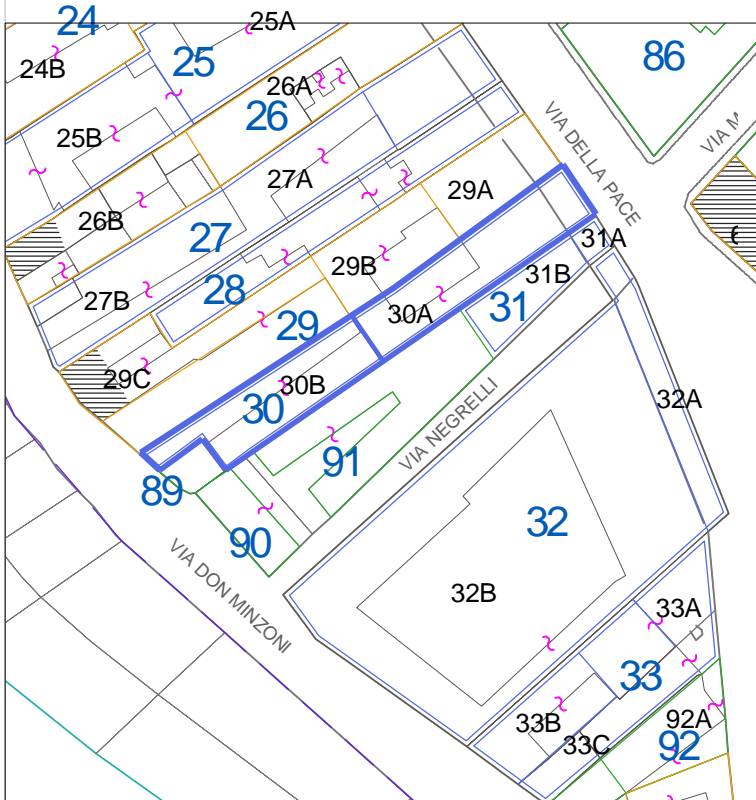 24
25A
25
86
24B
26A
26
VIA M
VIA DELLA PACE
25B
27A
29A
26B
27
31A
29B
31B
28
27B
31
30A
29
29C
30B
32A
30
VIA NEGRELLI
91
89
32
90
VIA DON MINZONI
32B
33A
33
33B
92A
33C
92